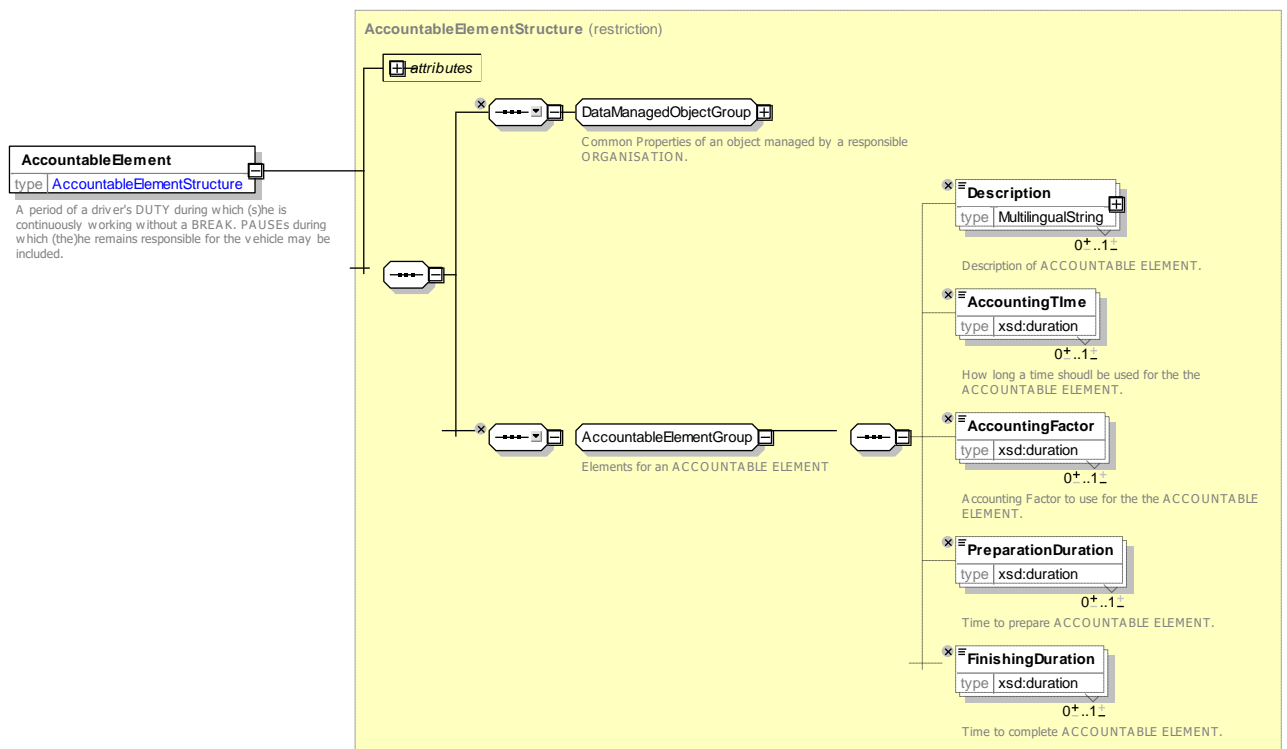 AccountableElementStructure (restriction)
attributes
DataManagedObjectGroup
Common Properties of an object managed by a responsible
ORGANISATION.
AccountableElement
type AccountableElementStructure
A period of a driver's DUTY during which (s)he is
continuously working without a BREAK. PAUSEs during
which (the)he remains responsible for the vehicle may be
included.
Description
type MultilingualString
0..1
Description of ACCOUNTABLE ELEMENT.
AccountingTIme
type xsd:duration
0..1
How long a time shoudl be used for the the
ACCOUNTABLE ELEMENT.
AccountableElementGroup
Elements for an ACCOUNTABLE ELEMENT
AccountingFactor
type xsd:duration
0..1
Accounting Factor to use for the the ACCOUNTABLE
ELEMENT.
PreparationDuration
type xsd:duration
0..1
Time to prepare ACCOUNTABLE ELEMENT.
FinishingDuration
type xsd:duration
0..1
Time to complete ACCOUNTABLE ELEMENT.